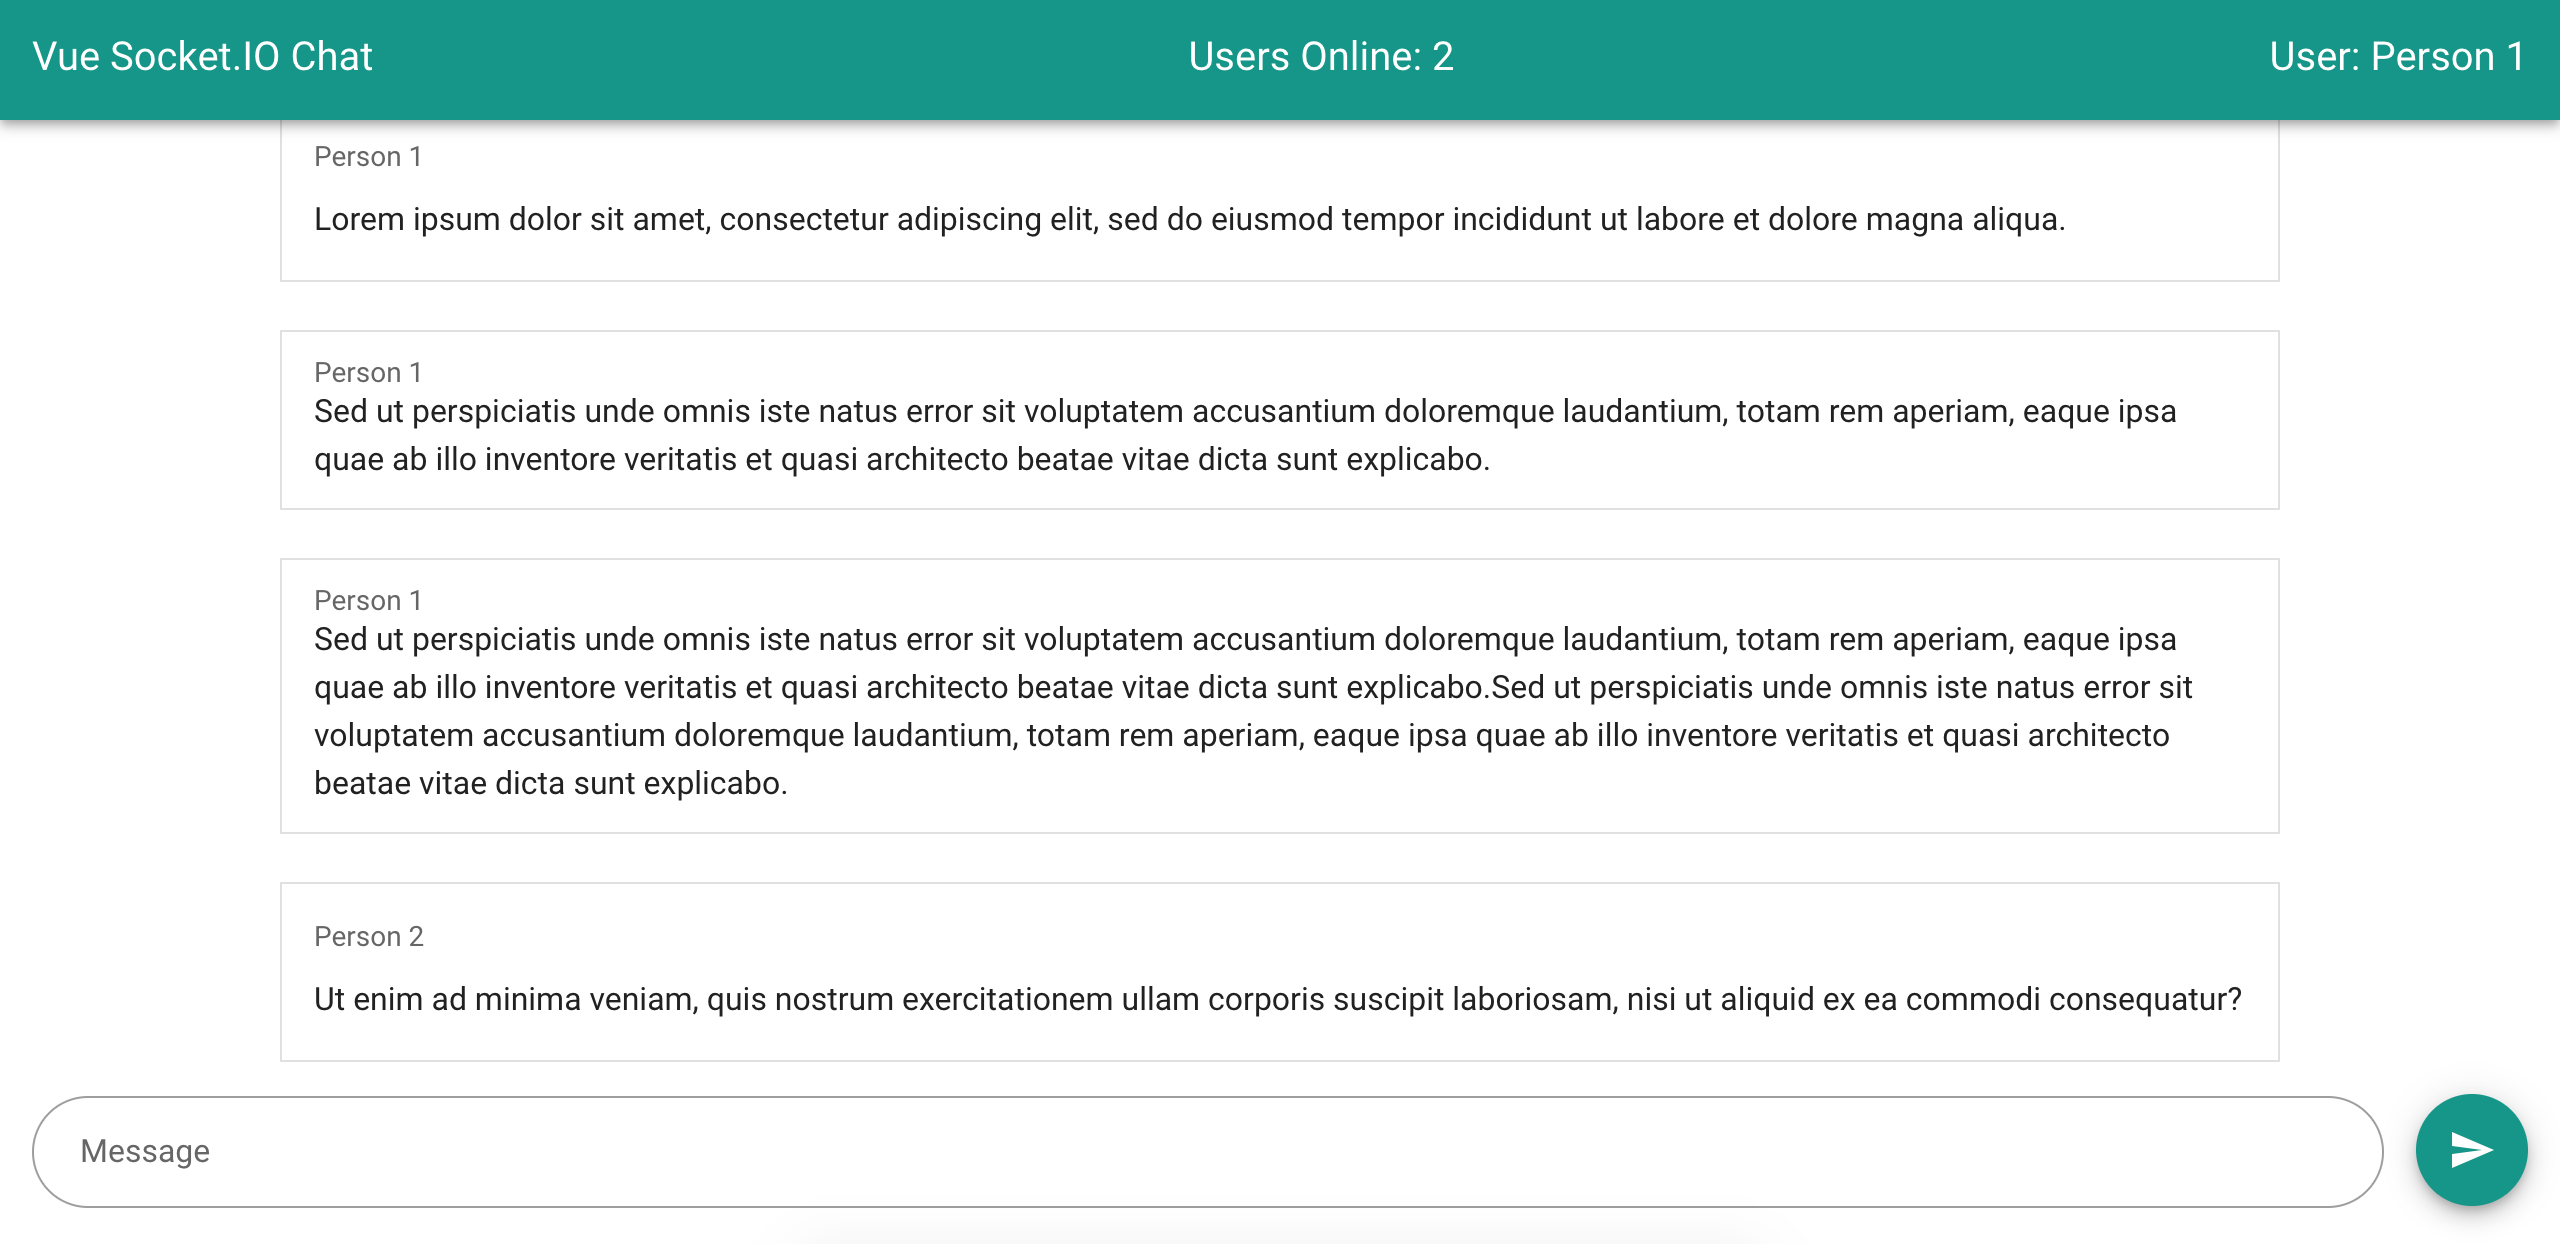 Vue Socket.IO Chat
Users Online: 2
User: Person 1
Person 1
Lorem ipsum dolor sit amet, consectetur adipiscing elit, sed do eiusmod tempor incididunt ut labore et dolore magna aliqua.
Person 1
Sed ut perspiciatis unde omnis iste natus error sit voluptatem accusantium doloremque laudantium, totam rem aperiam, eaque ipsa
quae ab illo inventore veritatis et quasi architecto beatae vitae dicta sunt explicabo.
Person 1
Sed ut perspiciatis unde omnis iste natus error sit voluptatem accusantium doloremque laudantium, totam rem aperiam, eaque ipsa
quae ab illo inventore veritatis et quasi architecto beatae vitae dicta sunt explicabo.Sed ut perspiciatis unde omnis iste natus error sit
voluptatem accusantium doloremque laudantium, totam rem aperiam, eaque ipsa quae ab illo inventore veritatis et quasi architecto
beatae vitae dicta sunt explicabo.
Person 2
Ut enim ad minima veniam, quis nostrum exercitationem ullam corporis suscipit laboriosam, nisi ut aliquid ex ea commodi consequatur?
Message